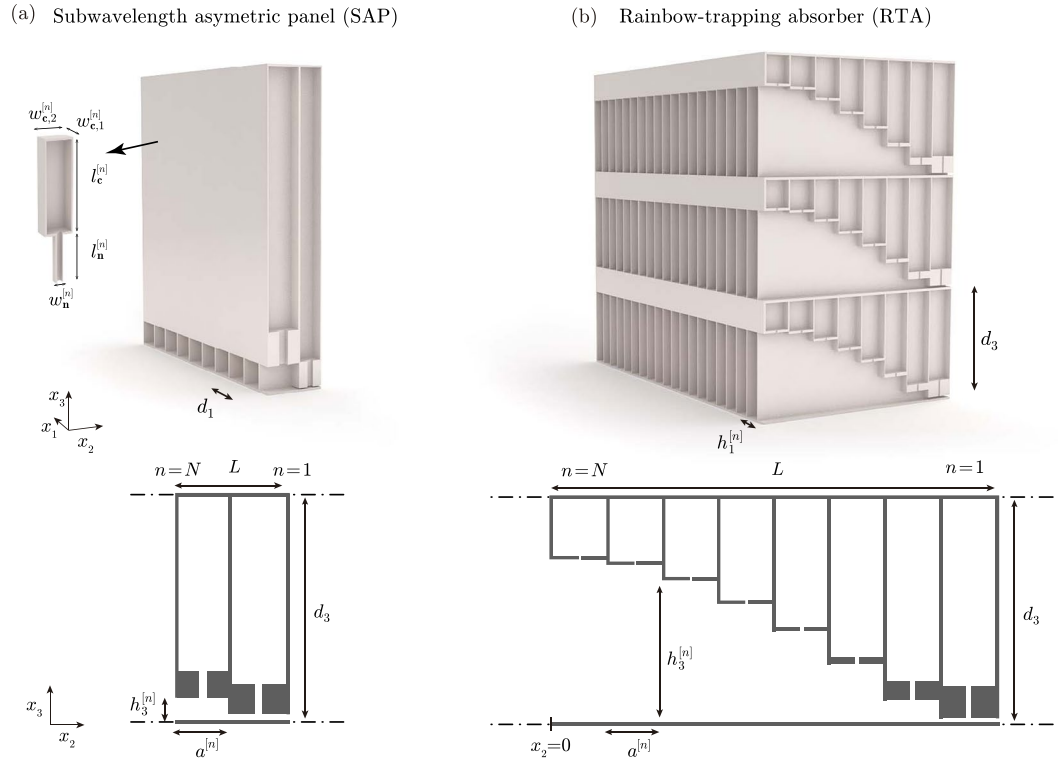 (a) Subwavelength asymetric panel (SAP)
w_{c,2}^{[n]} w_{c,1}^{[n]}
l_c^{[n]}
l_n^{[n]}
w_n^{[n]}
d_1
x_3
x_1
x_2
n=N L n=1
d_3
h_3^{[n]}
a^{[n]}
x_3
x_2
(b) Rainbow-trapping absorber (RTA)
d_3
h_1^{[n]}
n=N L n=1
d_3
h_3^{[n]}
x_2=0 a^{[n]}